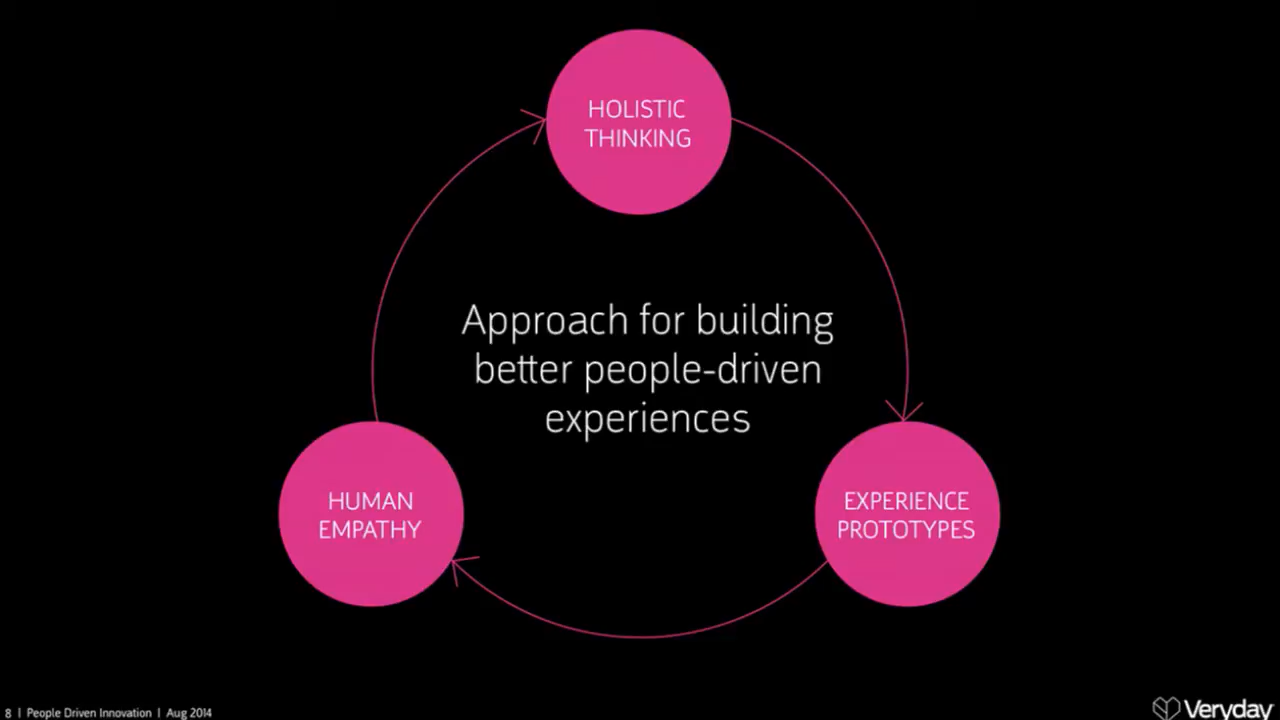 HOLISTIC
THINKING
Approach for building
better people-driven
experiences
HUMAN
EMPATHY
EXPERIENCE
PROTOTYPES
8 | People Driven Innovation | Aug 2014
Veryday